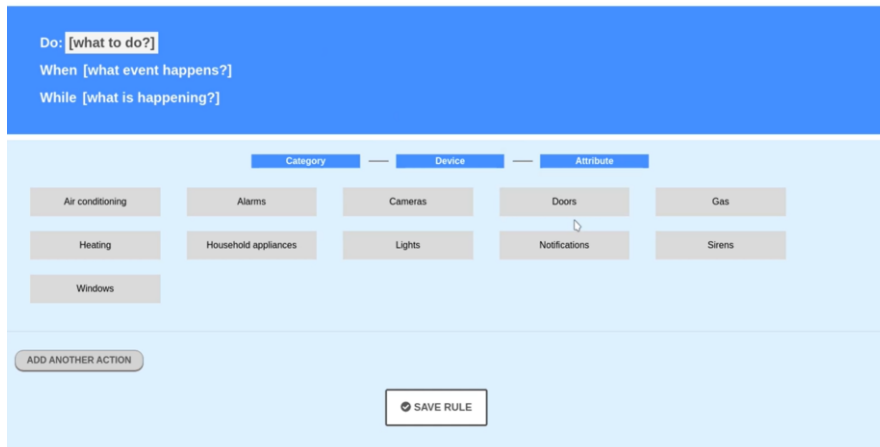 Do: [what to do?]
When [what event happens?]
While [what is happening?]
Category Device Attribute
Air conditioning Alarms Cameras Doors Gas
Heating Household appliances Lights Notifications Sirens
Windows
ADD ANOTHER ACTION
SAVE RULE